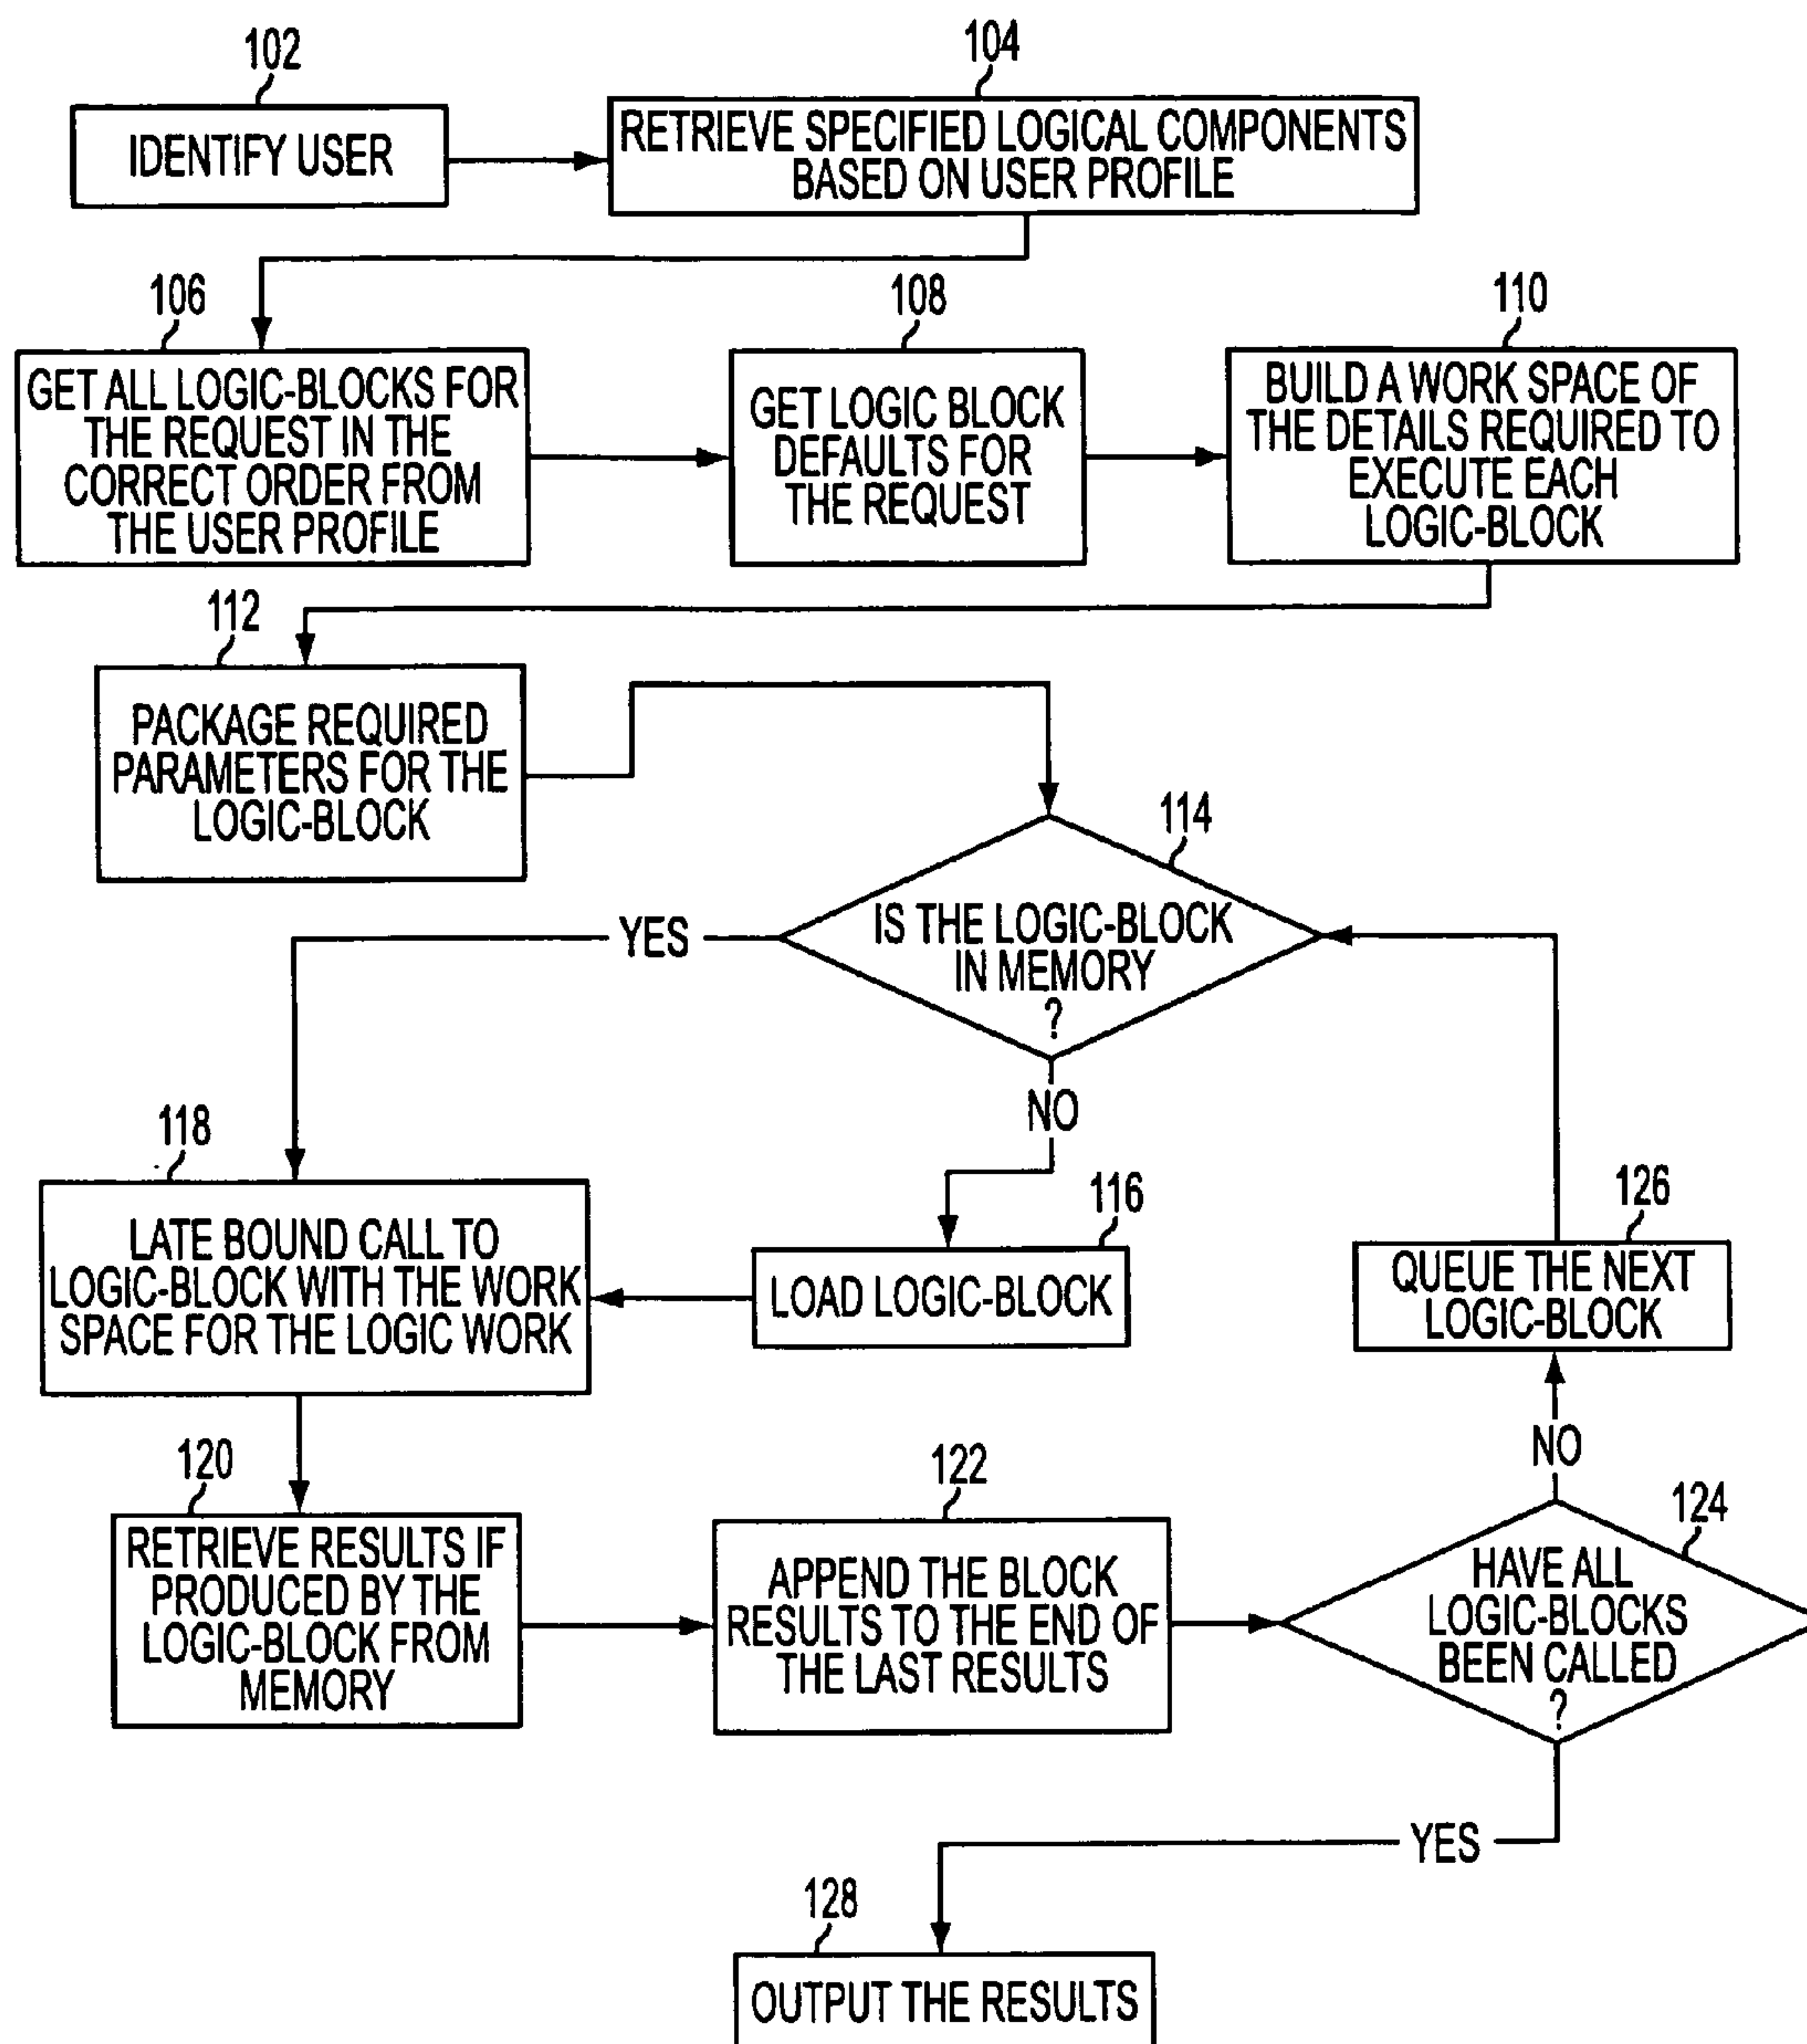 102
IDENTIFY USER
104
RETRIEVE SPECIFIED LOGICAL COMPONENTS
BASED ON USER PROFILE
106
GET ALL LOGIC-BLOCKS FOR
THE REQUEST IN THE
CORRECT ORDER FROM
THE USER PROFILE
108
GET LOGIC BLOCK
DEFAULTS FOR
THE REQUEST
110
BUILD A WORK SPACE OF
THE DETAILS REQUIRED TO
EXECUTE EACH
LOGIC-BLOCK
112
PACKAGE REQUIRED
PARAMETERS FOR THE
LOGIC-BLOCK
114
IS THE LOGIC-BLOCK
IN MEMORY
?
YES
NO
116
LOAD LOGIC-BLOCK
118
LATE BOUND CALL TO
LOGIC-BLOCK WITH THE WORK
SPACE FOR THE LOGIC WORK
120
RETRIEVE RESULTS IF
PRODUCED BY THE
LOGIC-BLOCK FROM
MEMORY
122
APPEND THE BLOCK
RESULTS TO THE END OF
THE LAST RESULTS
124
HAVE ALL
LOGIC-BLOCKS
BEEN CALLED
?
NO
126
QUEUE THE NEXT
LOGIC-BLOCK
YES
128
OUTPUT THE RESULTS